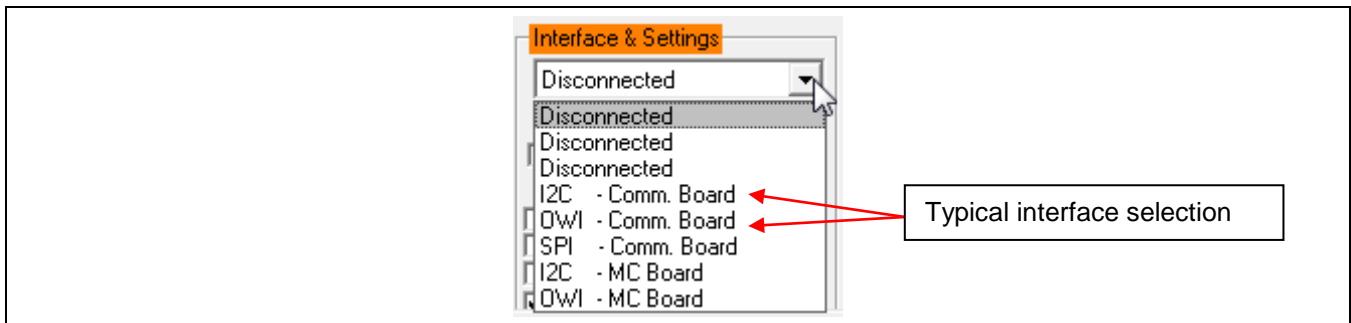 Interface & Settings
Disconnected
Disconnected
Disconnected
Disconnected
I2C - Comm. Board
OWI - Comm. Board
SPI - Comm. Board
I2C - MC Board
OWI - MC Board
Typical interface selection